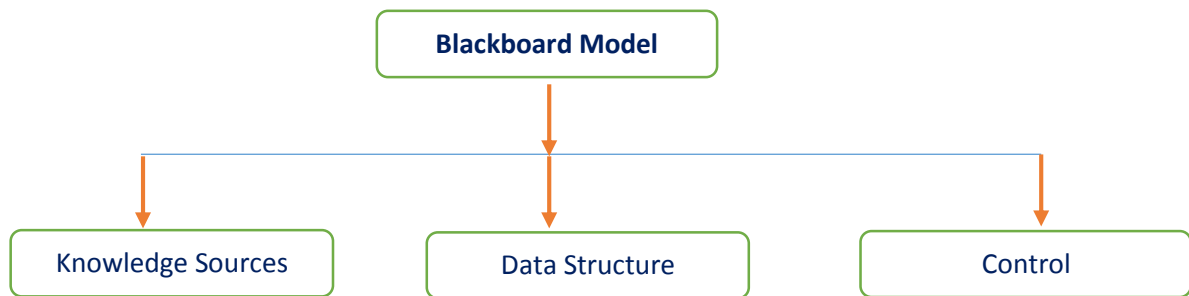 Blackboard Model
Knowledge Sources
Data Structure
Control